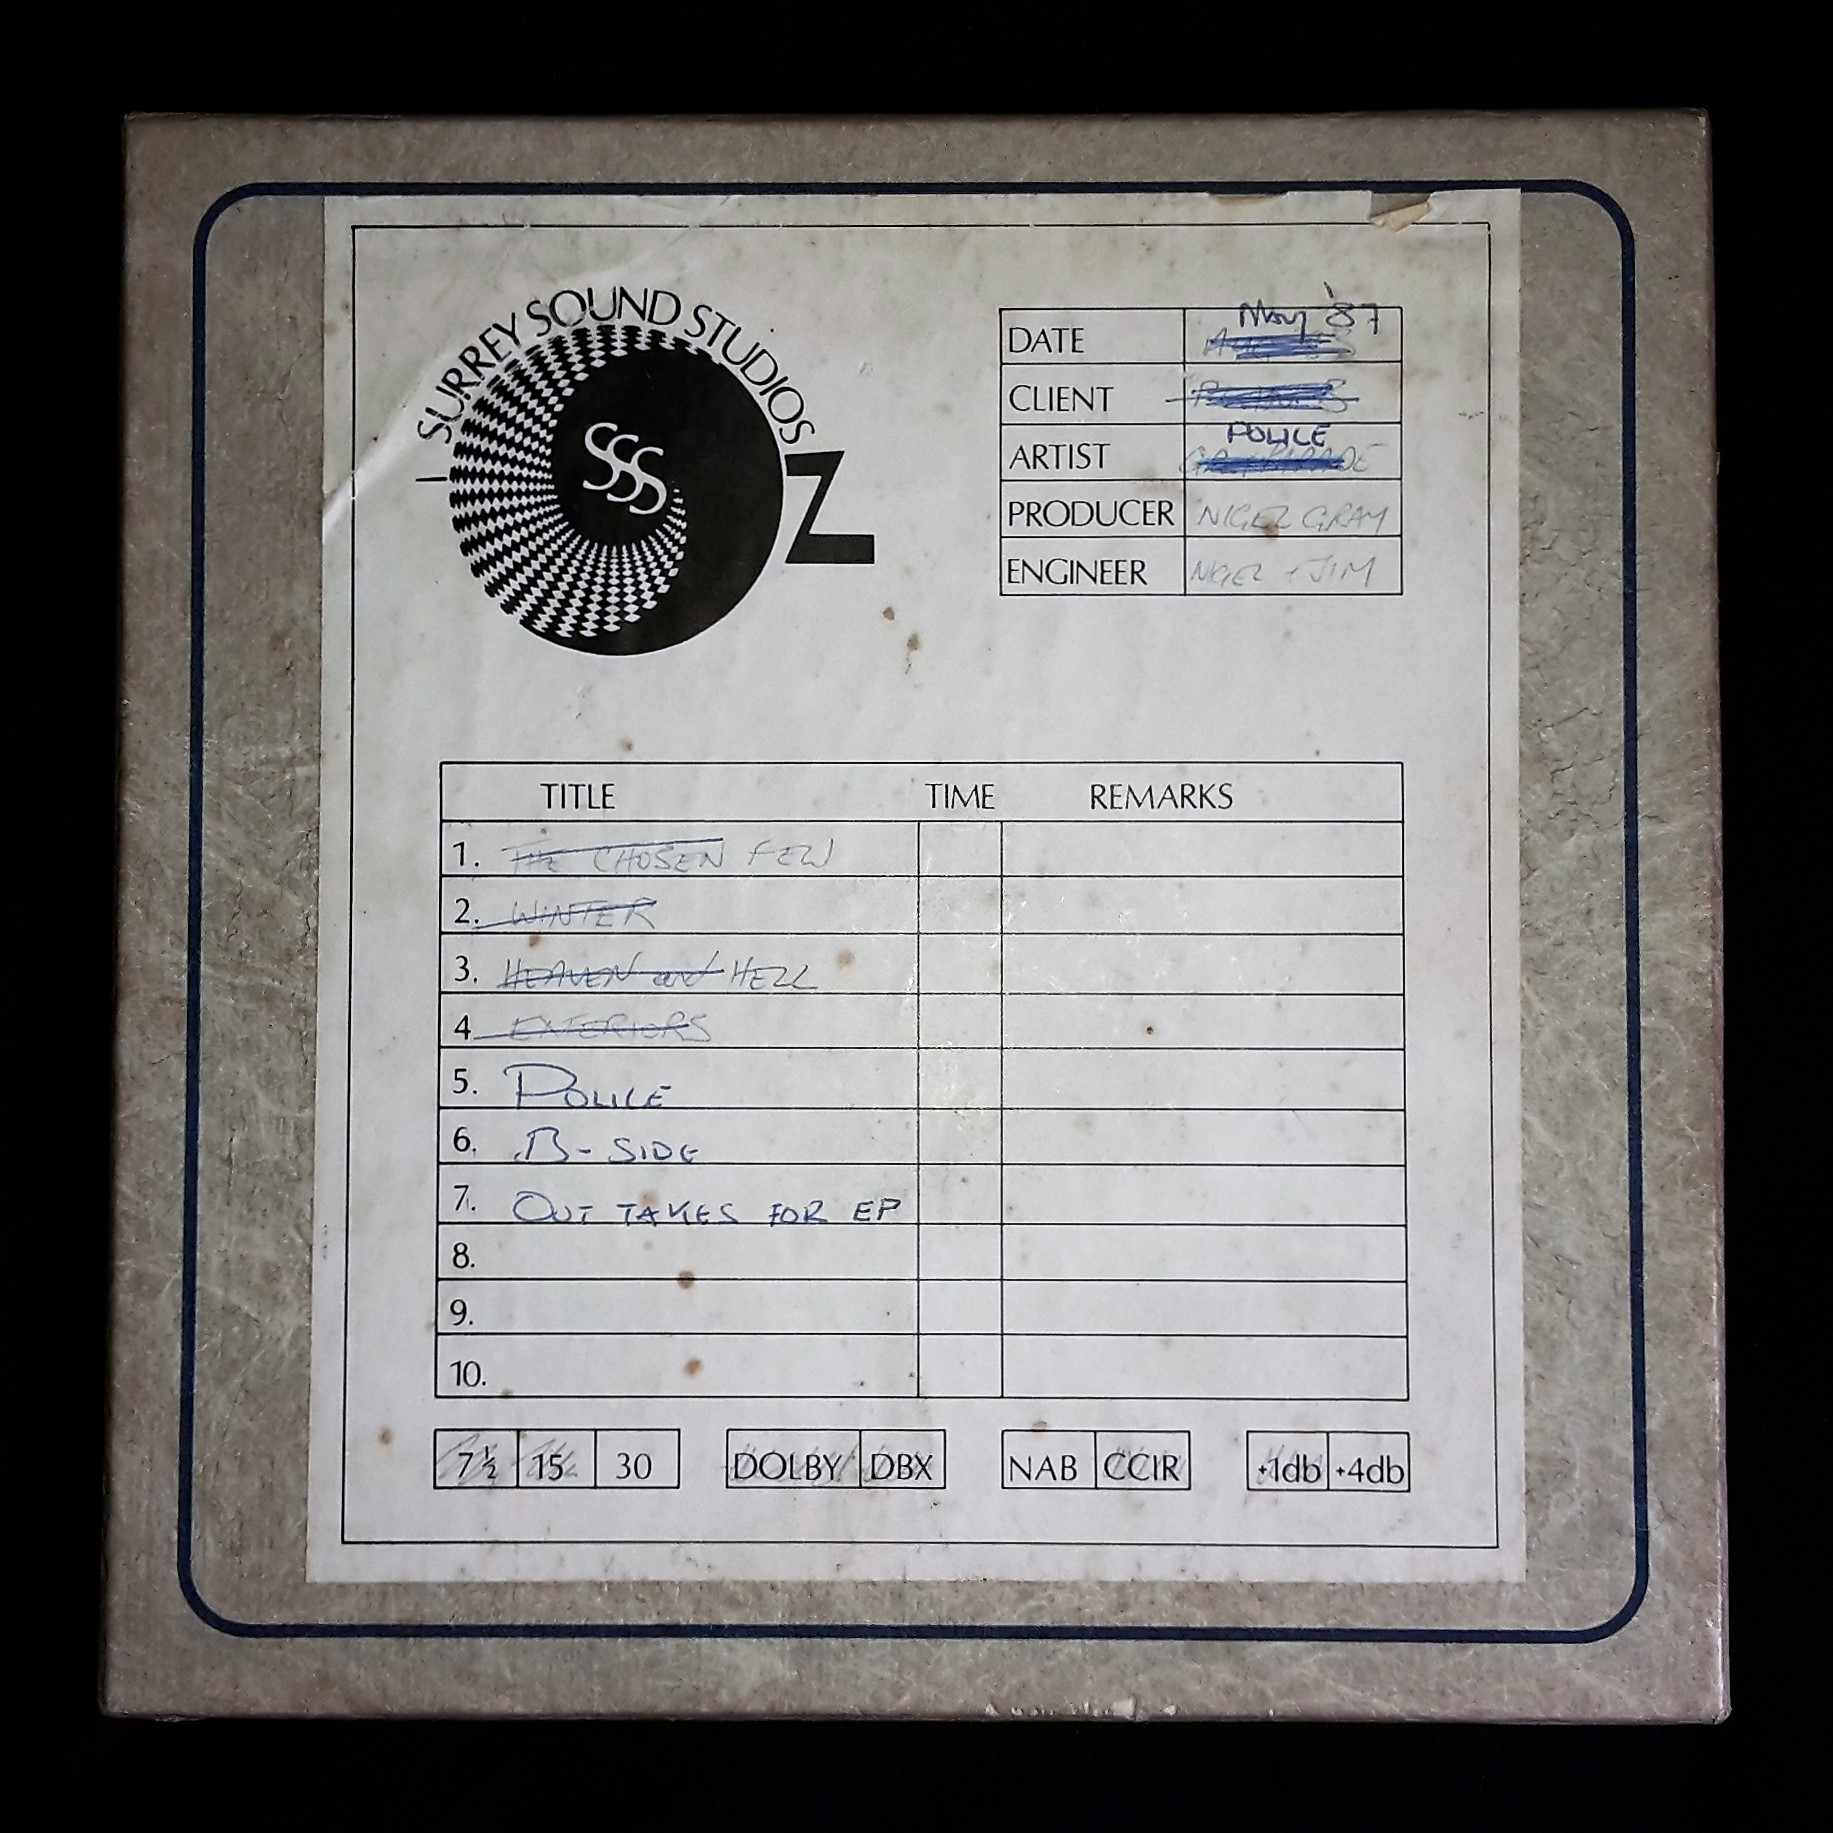 SURREY SOUND STUDIOS
SSS
DATE May '87
CLIENT
ARTIST POLICE
PRODUCER NIGEL GRAY
ENGINEER NIGEL + JIM
TITLE TIME REMARKS
1. THE CHOSEN FEW
2. WINTER
3. HEAVEN and HELL
4 EXTERIORS
5. POLICE
6. B-SIDE
7. OUT TAKES FOR EP
8.
9.
10.
7½ 15 30 DOLBY DBX NAB CCIR +1db +4db